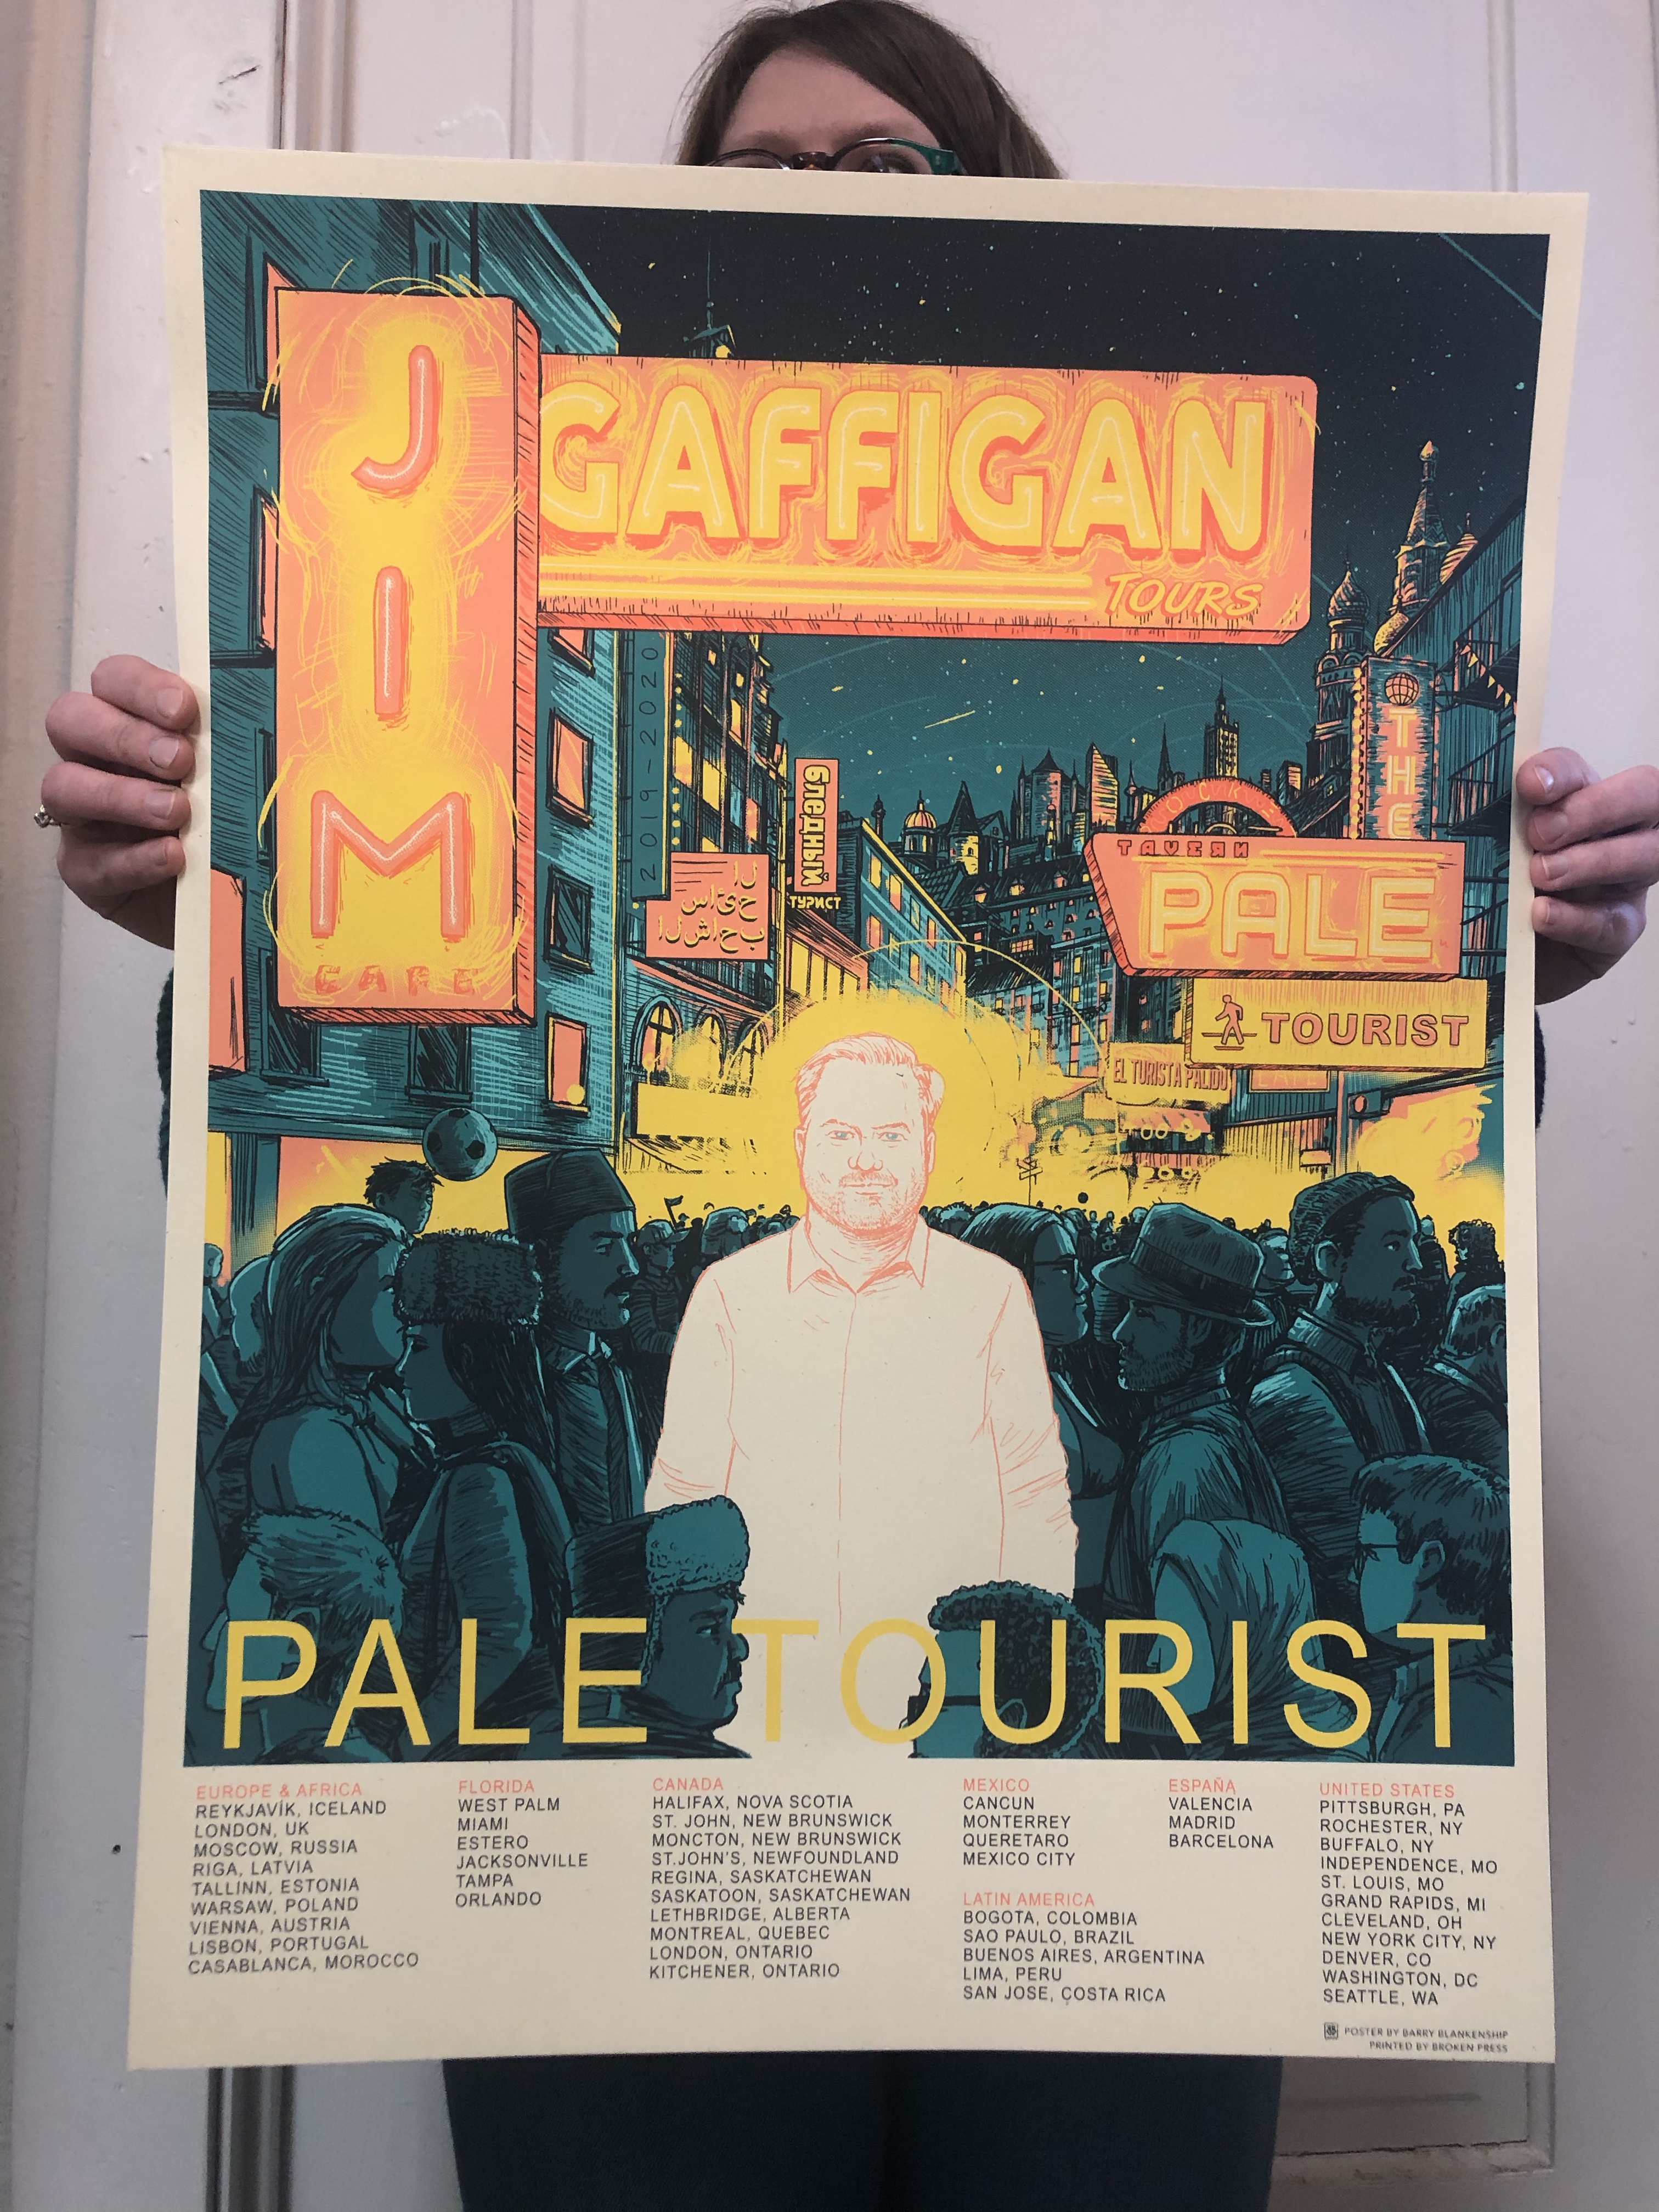 JIM
CAFE
GAFFIGAN
TOURS
2019-2020
бледный
ТУРИСТ
ال
سائح
الشاحب
THE
TAVERN
PALE
TOURIST
EL TURISTA PALIDO
CAFE
PALE TOURIST
EUROPE & AFRICA
REYKJAVÍK, ICELAND
LONDON, UK
MOSCOW, RUSSIA
RIGA, LATVIA
TALLINN, ESTONIA
WARSAW, POLAND
VIENNA, AUSTRIA
LISBON, PORTUGAL
CASABLANCA, MOROCCO
FLORIDA
WEST PALM
MIAMI
ESTERO
JACKSONVILLE
TAMPA
ORLANDO
CANADA
HALIFAX, NOVA SCOTIA
ST. JOHN, NEW BRUNSWICK
MONCTON, NEW BRUNSWICK
ST.JOHN'S, NEWFOUNDLAND
REGINA, SASKATCHEWAN
SASKATOON, SASKATCHEWAN
LETHBRIDGE, ALBERTA
MONTREAL, QUEBEC
LONDON, ONTARIO
KITCHENER, ONTARIO
MEXICO
CANCUN
MONTERREY
QUERETARO
MEXICO CITY
LATIN AMERICA
BOGOTA, COLOMBIA
SAO PAULO, BRAZIL
BUENOS AIRES, ARGENTINA
LIMA, PERU
SAN JOSE, COSTA RICA
ESPAÑA
VALENCIA
MADRID
BARCELONA
UNITED STATES
PITTSBURGH, PA
ROCHESTER, NY
BUFFALO, NY
INDEPENDENCE, MO
ST. LOUIS, MO
GRAND RAPIDS, MI
CLEVELAND, OH
NEW YORK CITY, NY
DENVER, CO
WASHINGTON, DC
SEATTLE, WA
POSTER BY BARRY BLANKENSHIP
PRINTED BY BROKEN PRESS